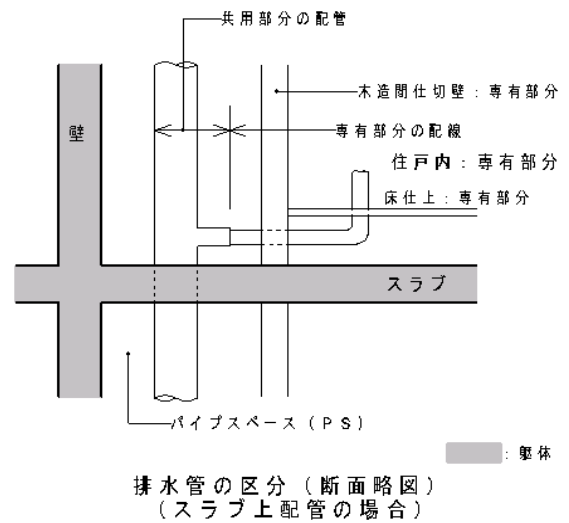 共用部分の配管
木造間仕切壁：専有部分
壁
専有部分の配線
住戸内：専有部分
床仕上：専有部分
スラブ
パイプスペース（ＰＳ）
：躯体
排水管の区分（断面略図）
（スラブ上配管の場合）